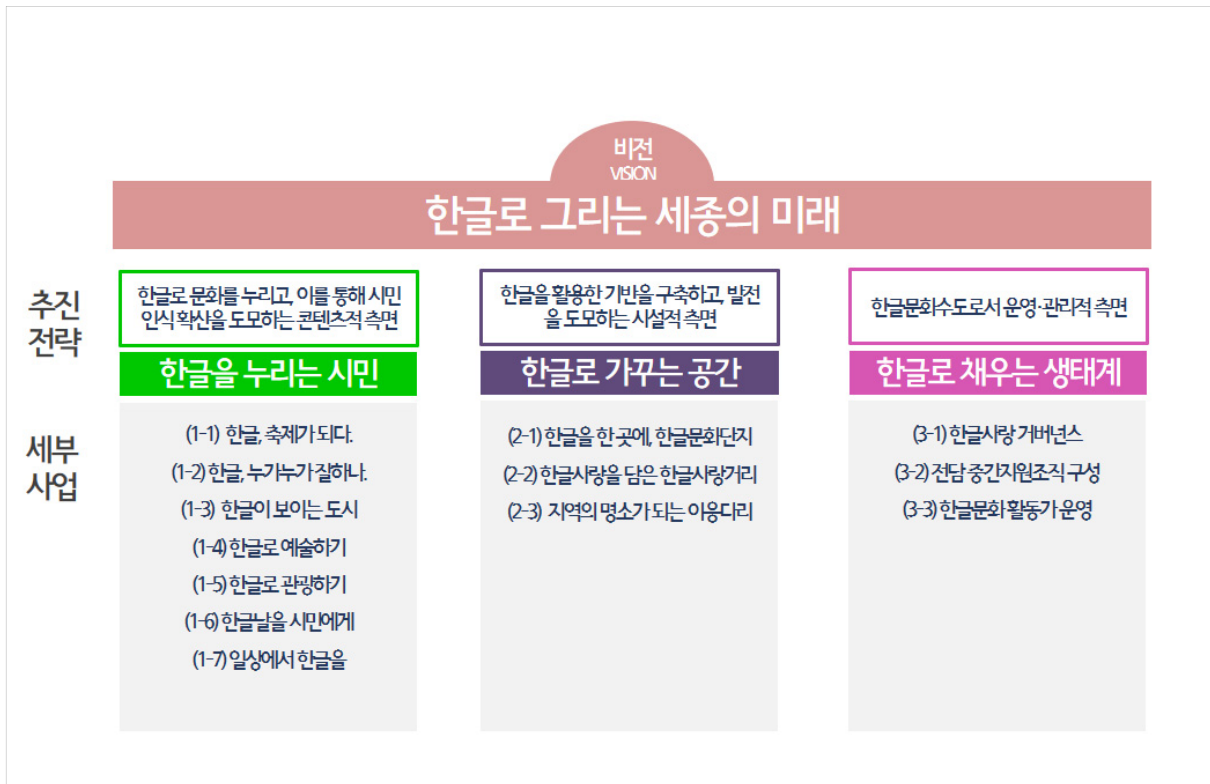 비전
VISION
한글로 그리는 세종의 미래
추진
전략
한글로 문화를 누리고, 이를 통해 시민
인식 확산을 도모하는 콘텐츠적 측면
한글을 누리는 시민
한글을 활용한 기반을 구축하고, 발전
을 도모하는 시설적 측면
한글로 가꾸는 공간
한글문화수도로서 운영·관리적 측면
한글로 채우는 생태계
세부
사업
(1-1) 한글, 축제가 되다.
(1-2) 한글, 누가누가 잘하나.
(1-3) 한글이 보이는 도시
(1-4) 한글로 예술하기
(1-5) 한글로 관광하기
(1-6) 한글날을 시민에게
(1-7) 일상에서 한글을
(2-1) 한글을 한 곳에, 한글문화단지
(2-2) 한글사랑을 담은 한글사랑거리
(2-3) 지역의 명소가 되는 이응다리
(3-1) 한글사랑 거버넌스
(3-2) 전담 중간지원조직 구성
(3-3) 한글문화 활동가 운영